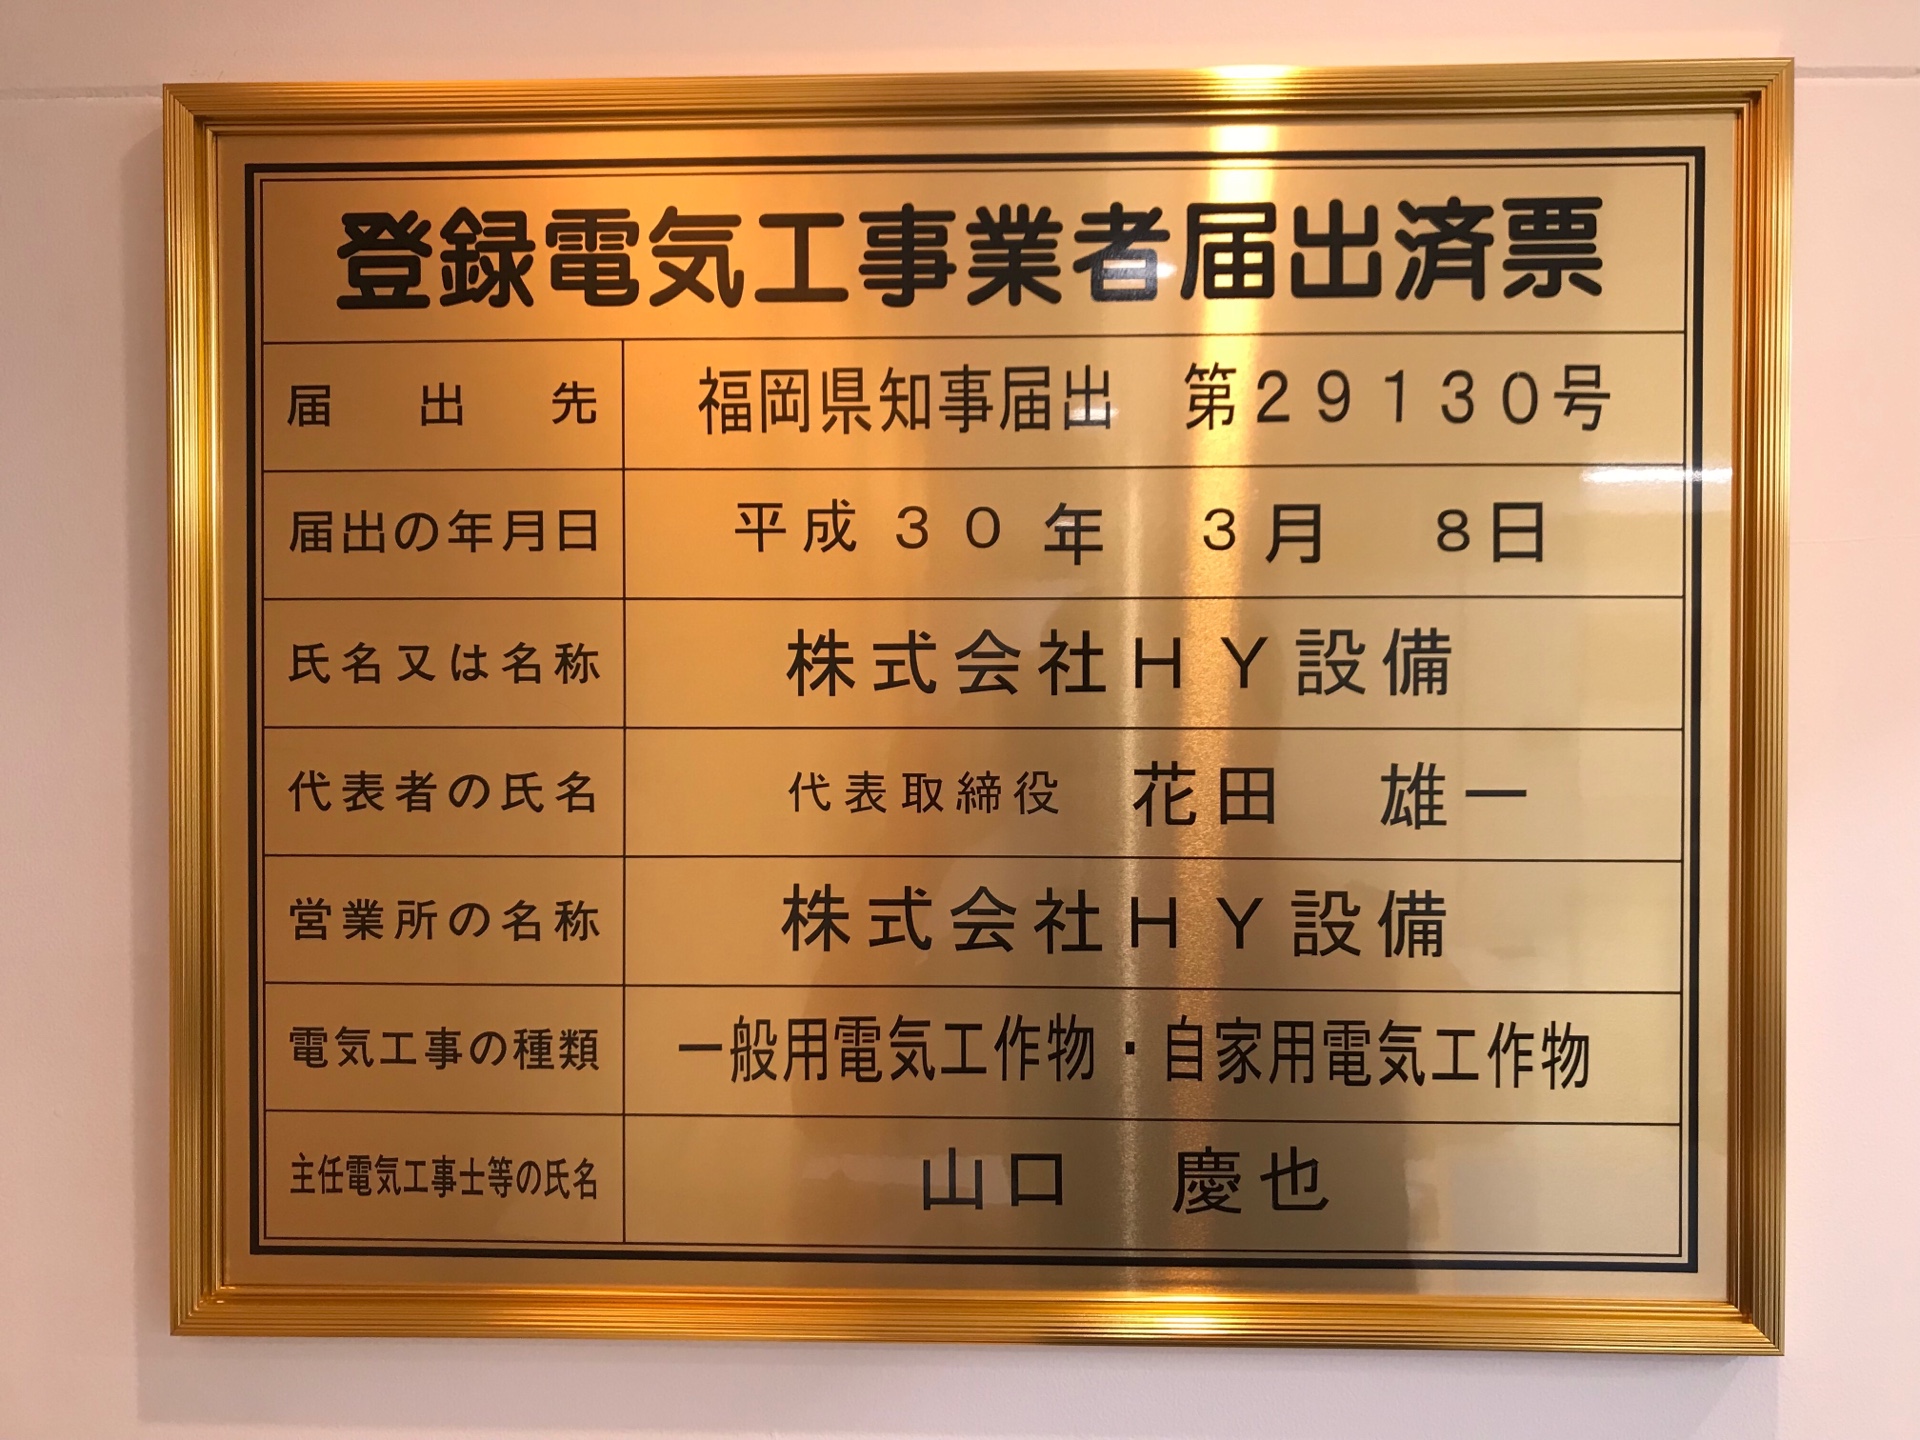 登録電気工事業者届出済票
届出先 福岡県知事届出 第29130号
届出の年月日 平成30年 3月 8日
氏名又は名称 株式会社HY設備
代表者の氏名 代表取締役 花田 雄一
営業所の名称 株式会社HY設備
電気工事の種類 一般用電気工作物・自家用電気工作物
主任電気工事士等の氏名 山口 慶也